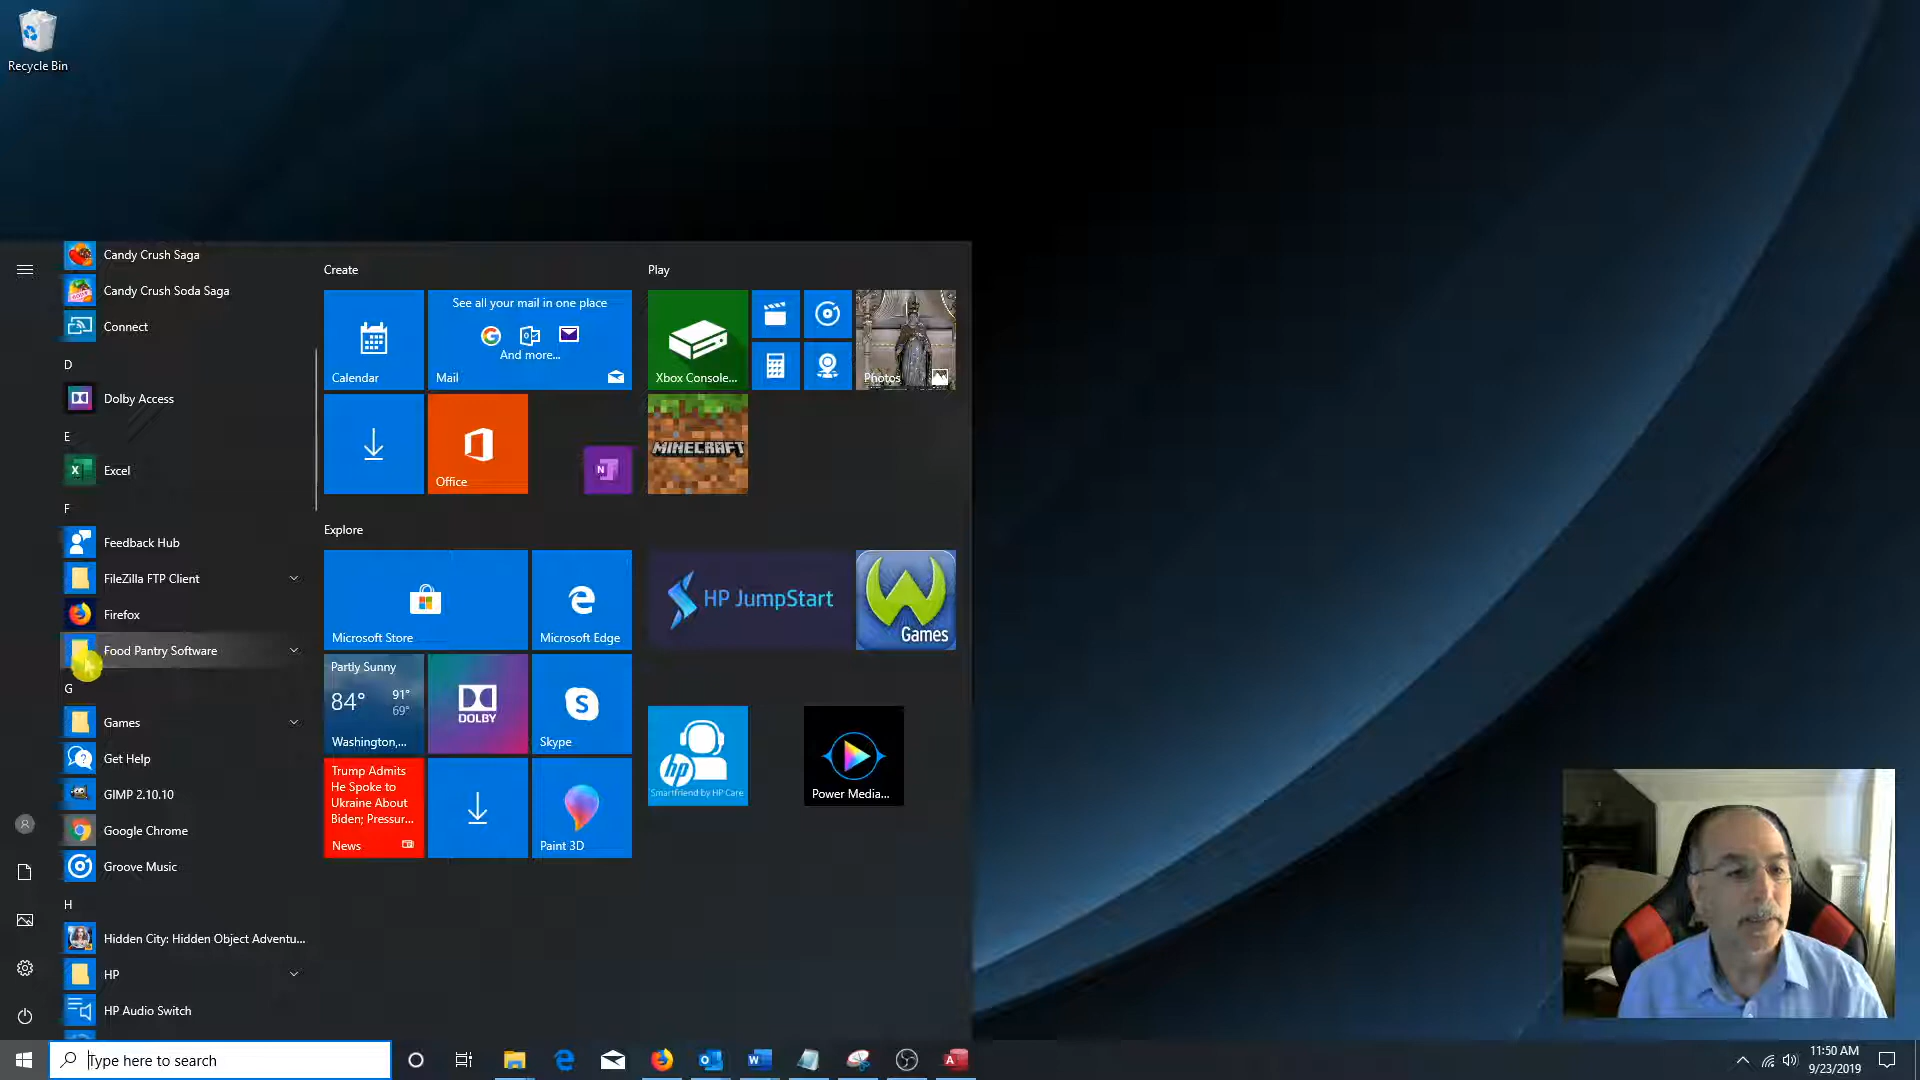 Recycle Bin
Candy Crush Saga
Candy Crush Soda Saga
Connect
D
Dolby Access
E
Excel
F
Feedback Hub
FileZilla FTP Client
Firefox
Food Pantry Software
G
Games
Get Help
GIMP 2.10.10
Google Chrome
Groove Music
H
Hidden City: Hidden Object Adventu...
HP
HP Audio Switch
Create
Calendar
See all your mail in one place
And more...
Mail
Office
N
Explore
Microsoft Store
Microsoft Edge
Partly Sunny
84°
91°
69°
Washington,...
DOLBY
Skype
Trump Admits
He Spoke to
Ukraine About
Biden; Pressur...
News
Paint 3D
Play
Xbox Console...
Photos
MINECRAFT
HP JumpStart
Games
hp
Smartfriend by HP Care
Power Media...
Type here to search
11:50 AM
9/23/2019